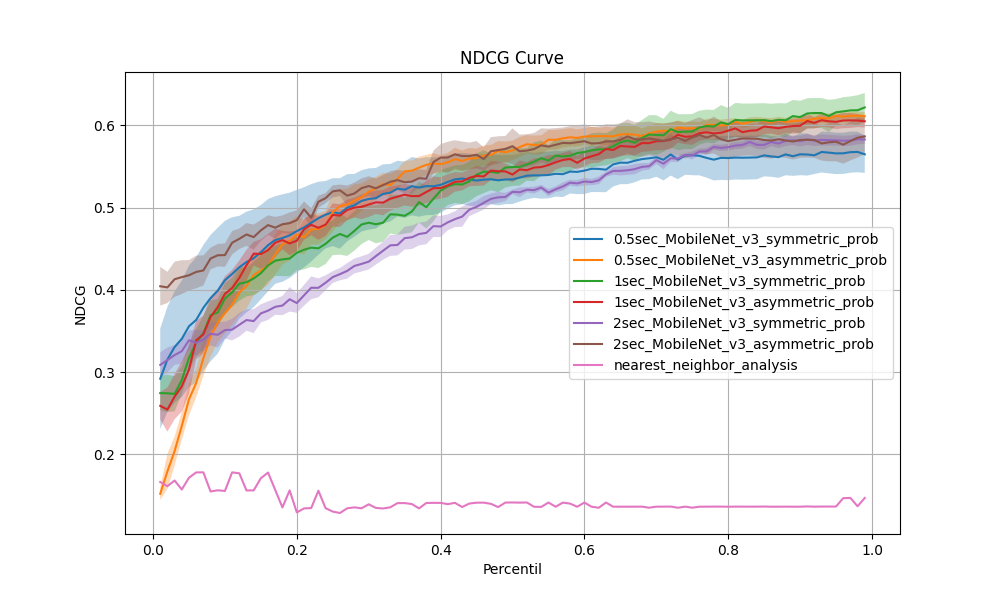 NDCG Curve
NDCG
0.6
0.5
0.4
0.3
0.2
0.5sec_MobileNet_v3_symmetric_prob
0.5sec_MobileNet_v3_asymmetric_prob
1sec_MobileNet_v3_symmetric_prob
1sec_MobileNet_v3_asymmetric_prob
2sec_MobileNet_v3_symmetric_prob
2sec_MobileNet_v3_asymmetric_prob
nearest_neighbor_analysis
0.0 0.2 0.4 0.6 0.8 1.0
Percentil